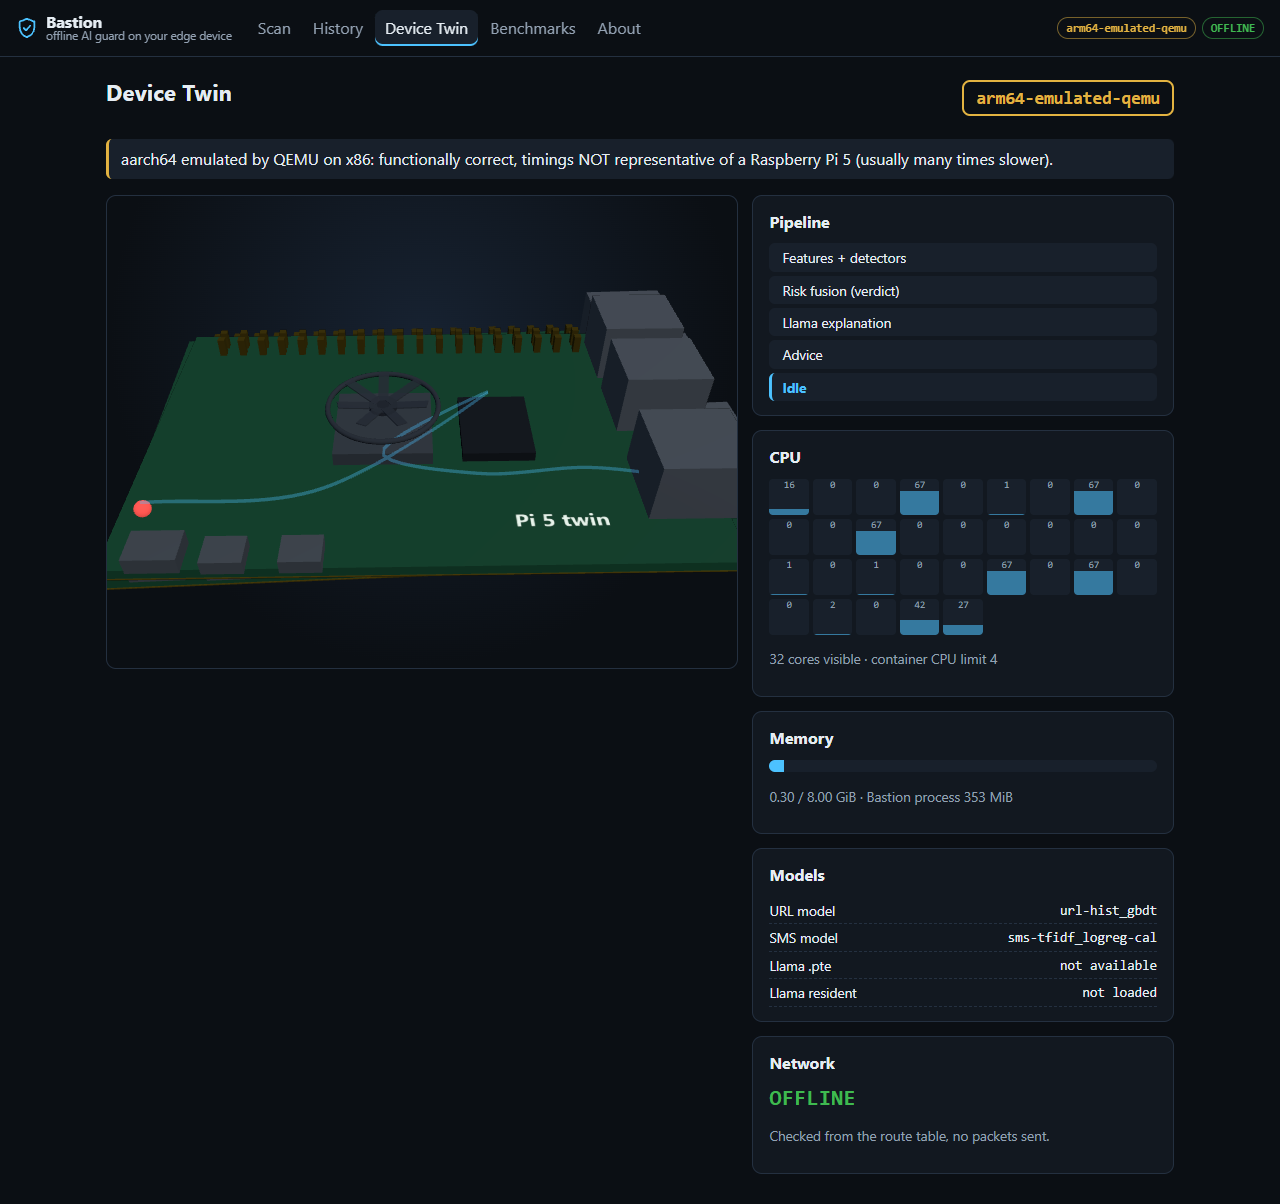 Bastion
offline AI guard on your edge device
Scan
History
Device Twin
Benchmarks
About
arm64-emulated-qemu
OFFLINE
Device Twin
arm64-emulated-qemu
aarch64 emulated by QEMU on x86: functionally correct, timings NOT representative of a Raspberry Pi 5 (usually many times slower).
Pi 5 twin
Pipeline
Features + detectors
Risk fusion (verdict)
Llama explanation
Advice
Idle
CPU
16 0 0 67 0 1 0 67 0
0 0 67 0 0 0 0 0 0
1 0 1 0 0 67 0 67 0
0 2 0 42 27
32 cores visible · container CPU limit 4
Memory
0.30 / 8.00 GiB · Bastion process 353 MiB
Models
URL model url-hist_gbdt
SMS model sms-tfidf_logreg-cal
Llama .pte not available
Llama resident not loaded
Network
OFFLINE
Checked from the route table, no packets sent.